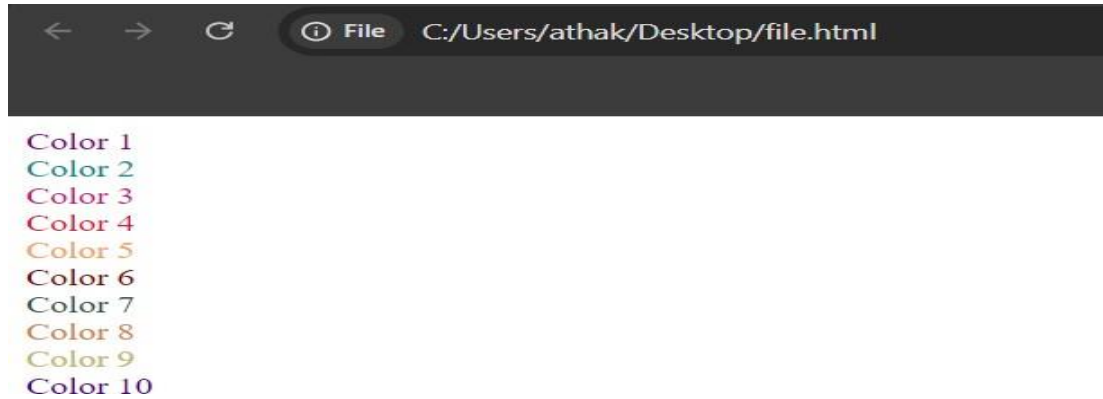 File C:/Users/athak/Desktop/file.html
Color 1
Color 2
Color 3
Color 4
Color 5
Color 6
Color 7
Color 8
Color 9
Color 10